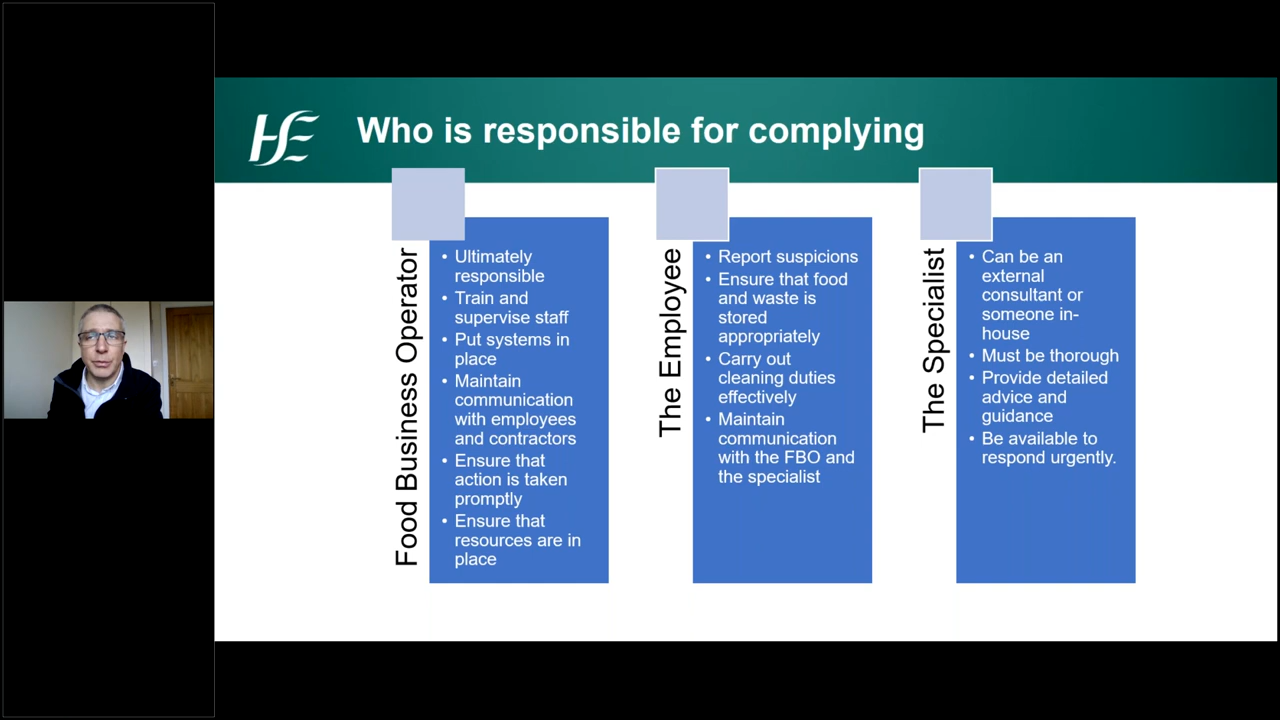 HSE
Who is responsible for complying
Food Business Operator
• Ultimately
responsible
• Train and
supervise staff
• Put systems in
place
• Maintain
communication
with employees
and contractors
• Ensure that
action is taken
promptly
• Ensure that
resources are in
place
The Employee
• Report suspicions
• Ensure that food
and waste is
stored
appropriately
• Carry out
cleaning duties
effectively
• Maintain
communication
with the FBO and
the specialist
The Specialist
• Can be an
external
consultant or
someone in-
house
• Must be thorough
• Provide detailed
advice and
guidance
• Be available to
respond urgently.